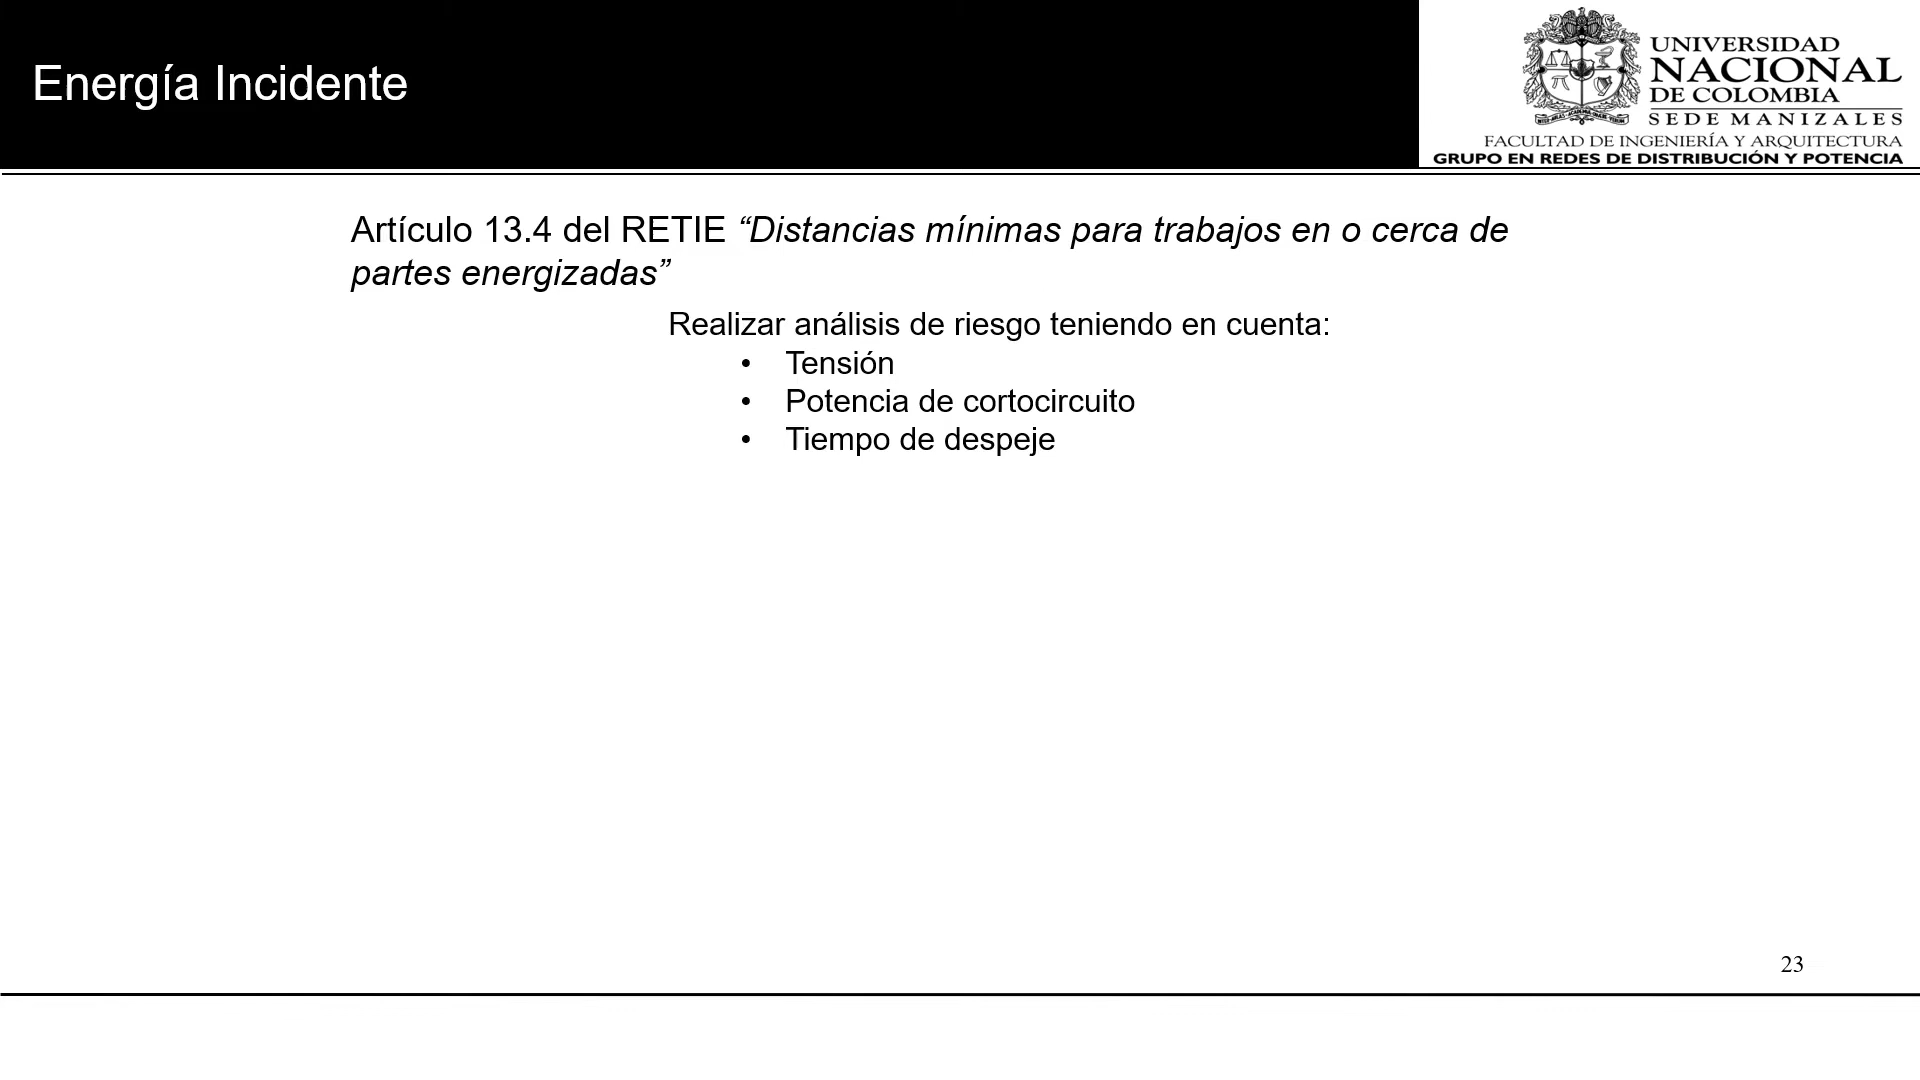 Energía Incidente
UNIVERSIDAD
NACIONAL
DE COLOMBIA
SEDE MANIZALES
FACULTAD DE INGENIERÍA Y ARQUITECTURA
GRUPO EN REDES DE DISTRIBUCIÓN Y POTENCIA
Artículo 13.4 del RETIE “Distancias mínimas para trabajos en o cerca de
partes energizadas”
Realizar análisis de riesgo teniendo en cuenta:
• Tensión
• Potencia de cortocircuito
• Tiempo de despeje
23